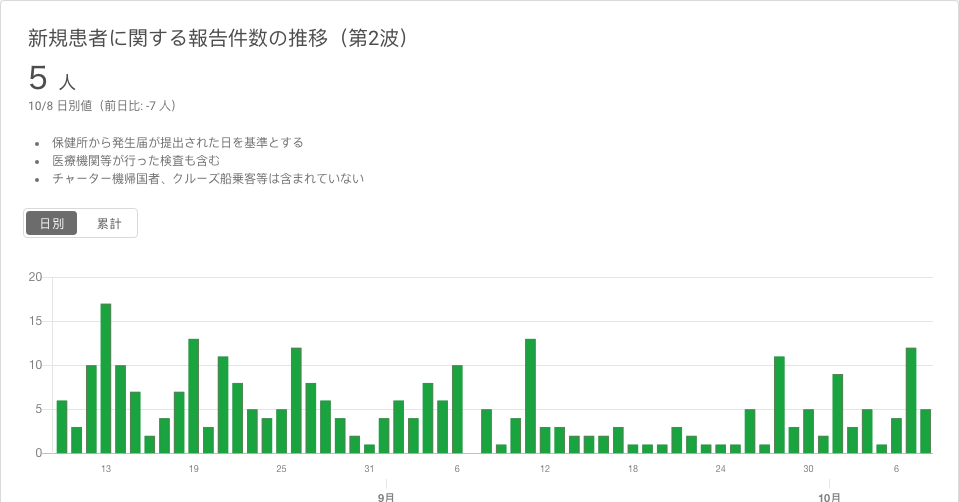 新規患者に関する報告件数の推移（第2波）
5 人
10/8 日別値（前日比: -7 人）
保健所から発生届が提出された日を基準とする
医療機関等が行った検査も含む
チャーター機帰国者、クルーズ船乗客等は含まれていない
日別 累計
20
15
10
5
0
13 19 25 31 6 12 18 24 30 6
9月 10月